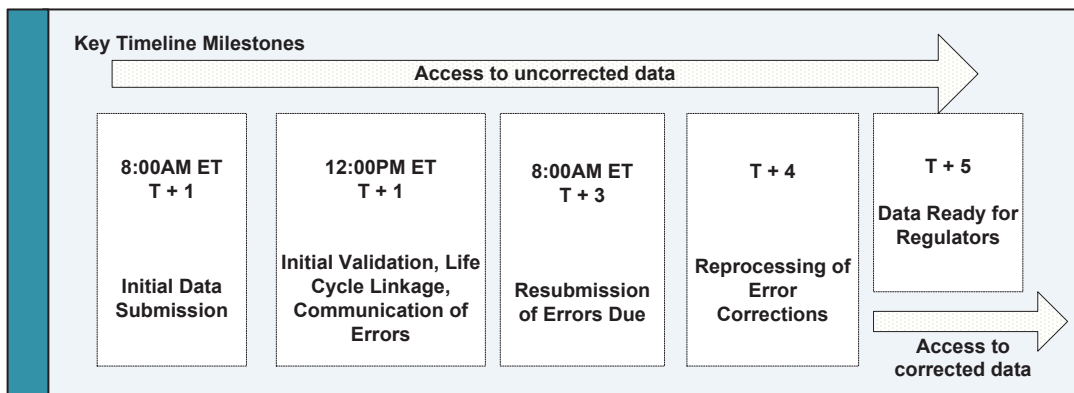 Key Timeline Milestones
Access to uncorrected data
8:00AM ET
T + 1
Initial Data
Submission
12:00PM ET
T + 1
Initial Validation, Life
Cycle Linkage,
Communication of
Errors
8:00AM ET
T + 3
Resubmission
of Errors Due
T + 4
Reprocessing of
Error
Corrections
T + 5
Data Ready for
Regulators
Access to
corrected data